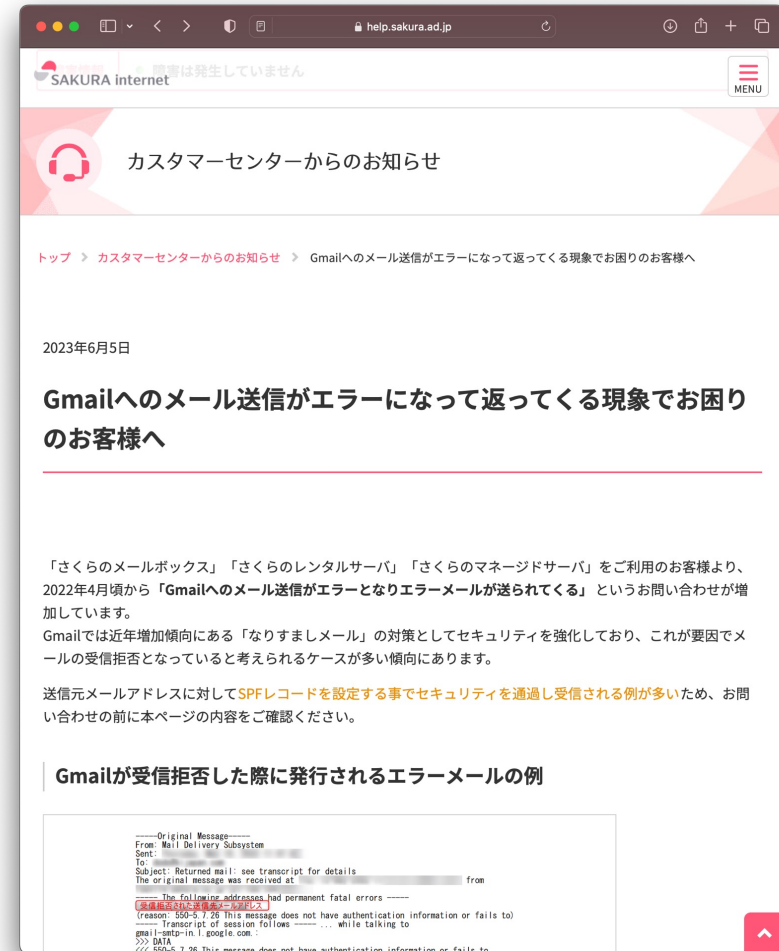 help.sakura.ad.jp
SAKURA internet
障害は発生していません
MENU
カスタマーセンターからのお知らせ
トップ > カスタマーセンターからのお知らせ > Gmailへのメール送信がエラーになって返ってくる現象でお困りのお客様へ
2023年6月5日
Gmailへのメール送信がエラーになって返ってくる現象でお困り
のお客様へ
「さくらのメールボックス」「さくらのレンタルサーバ」「さくらのマネージドサーバ」をご利用のお客様より、
2022年4月頃から「Gmailへのメール送信がエラーとなりエラーメールが送られてくる」というお問い合わせが増
加しています。
Gmailでは近年増加傾向にある「なりすましメール」の対策としてセキュリティを強化しており、これが要因でメ
ールの受信拒否となっていると考えられるケースが多い傾向にあります。
送信元メールアドレスに対してSPFレコードを設定する事でセキュリティを通過し受信される例が多いため、お問
い合わせの前に本ページの内容をご確認ください。
Gmailが受信拒否した際に発行されるエラーメールの例
-----Original Message-----
From: Mail Delivery Subsystem
Sent:
To:
Subject: Returned mail: see transcript for details
The original message was received at from
----- The following addresses had permanent fatal errors -----
受信拒否された送信先メールアドレス
(reason: 550-5.7.26 This message does not have authentication information or fails to)
----- Transcript of session follows ----- ... while talking to
gmail-smtp-in.l.google.com.:
>>> DATA
<<< 550-5.7.26 This message does not have authentication information or fails to